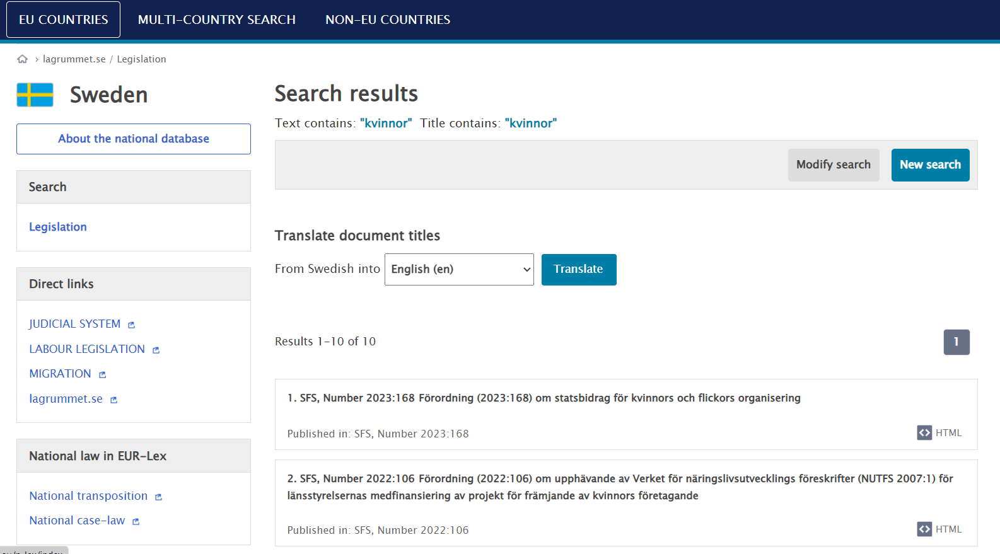 EU COUNTRIES MULTI-COUNTRY SEARCH NON-EU COUNTRIES
› lagrummet.se / Legislation
Sweden
About the national database
Search
Legislation
Direct links
JUDICIAL SYSTEM
LABOUR LEGISLATION
MIGRATION
lagrummet.se
National law in EUR-Lex
National transposition
National case-law
Search results
Text contains: "kvinnor" Title contains: "kvinnor"
Modify search New search
Translate document titles
From Swedish into English (en) Translate
Results 1-10 of 10 1
1. SFS, Number 2023:168 Förordning (2023:168) om statsbidrag för kvinnors och flickors organisering
Published in: SFS, Number 2023:168 HTML
2. SFS, Number 2022:106 Förordning (2022:106) om upphävande av Verket för näringslivsutvecklings föreskrifter (NUTFS 2007:1) för
länsstyrelsernas medfinansiering av projekt för främjande av kvinnors företagande
Published in: SFS, Number 2022:106 HTML